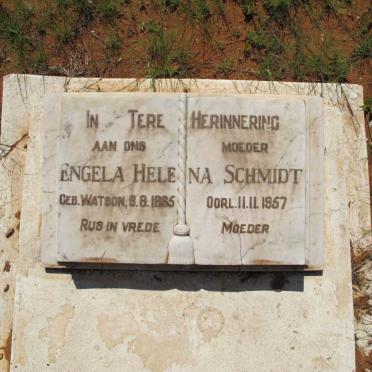 In Tere Herinnering
aan ons moeder
Engela Helena Schmidt
geb. Watson, 9.8.1885 oorl. 11.11.1957
Rus in vrede Moeder